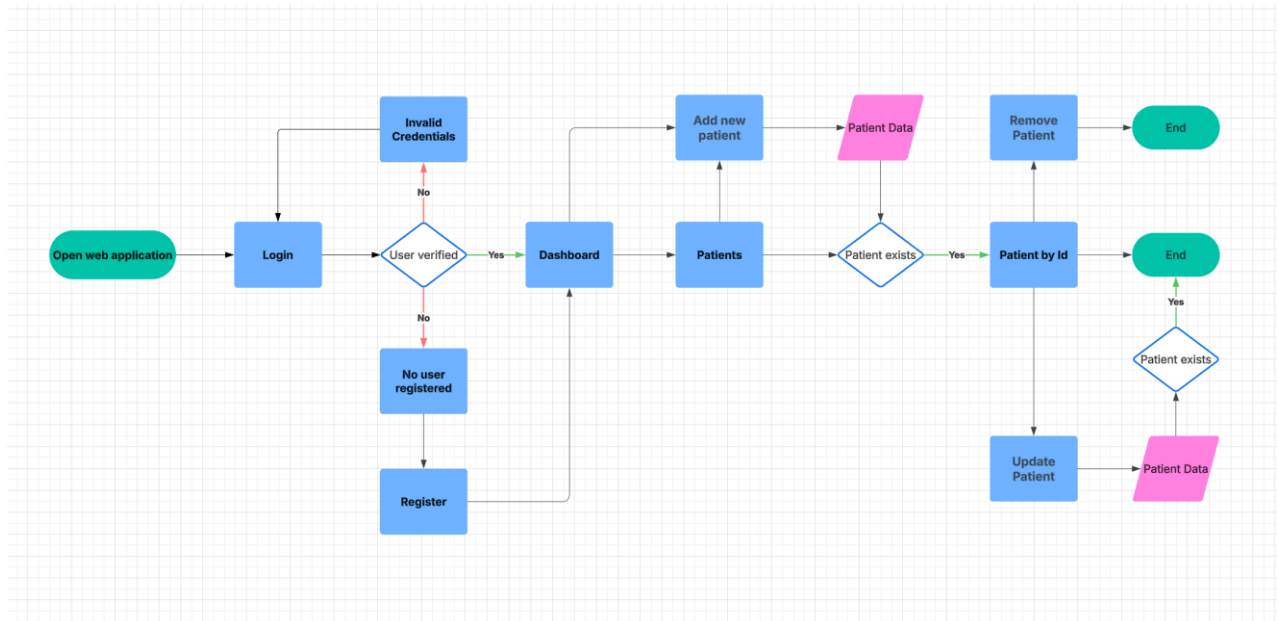 Invalid
Credentials
Add new
patient
Patient Data
Remove
Patient
End
No
Open web application
Login
User verified
Yes
Dashboard
Patients
Patient exists
Yes
Patient by Id
End
Yes
No
Patient exists
No user
registered
Update
Patient
Patient Data
Register